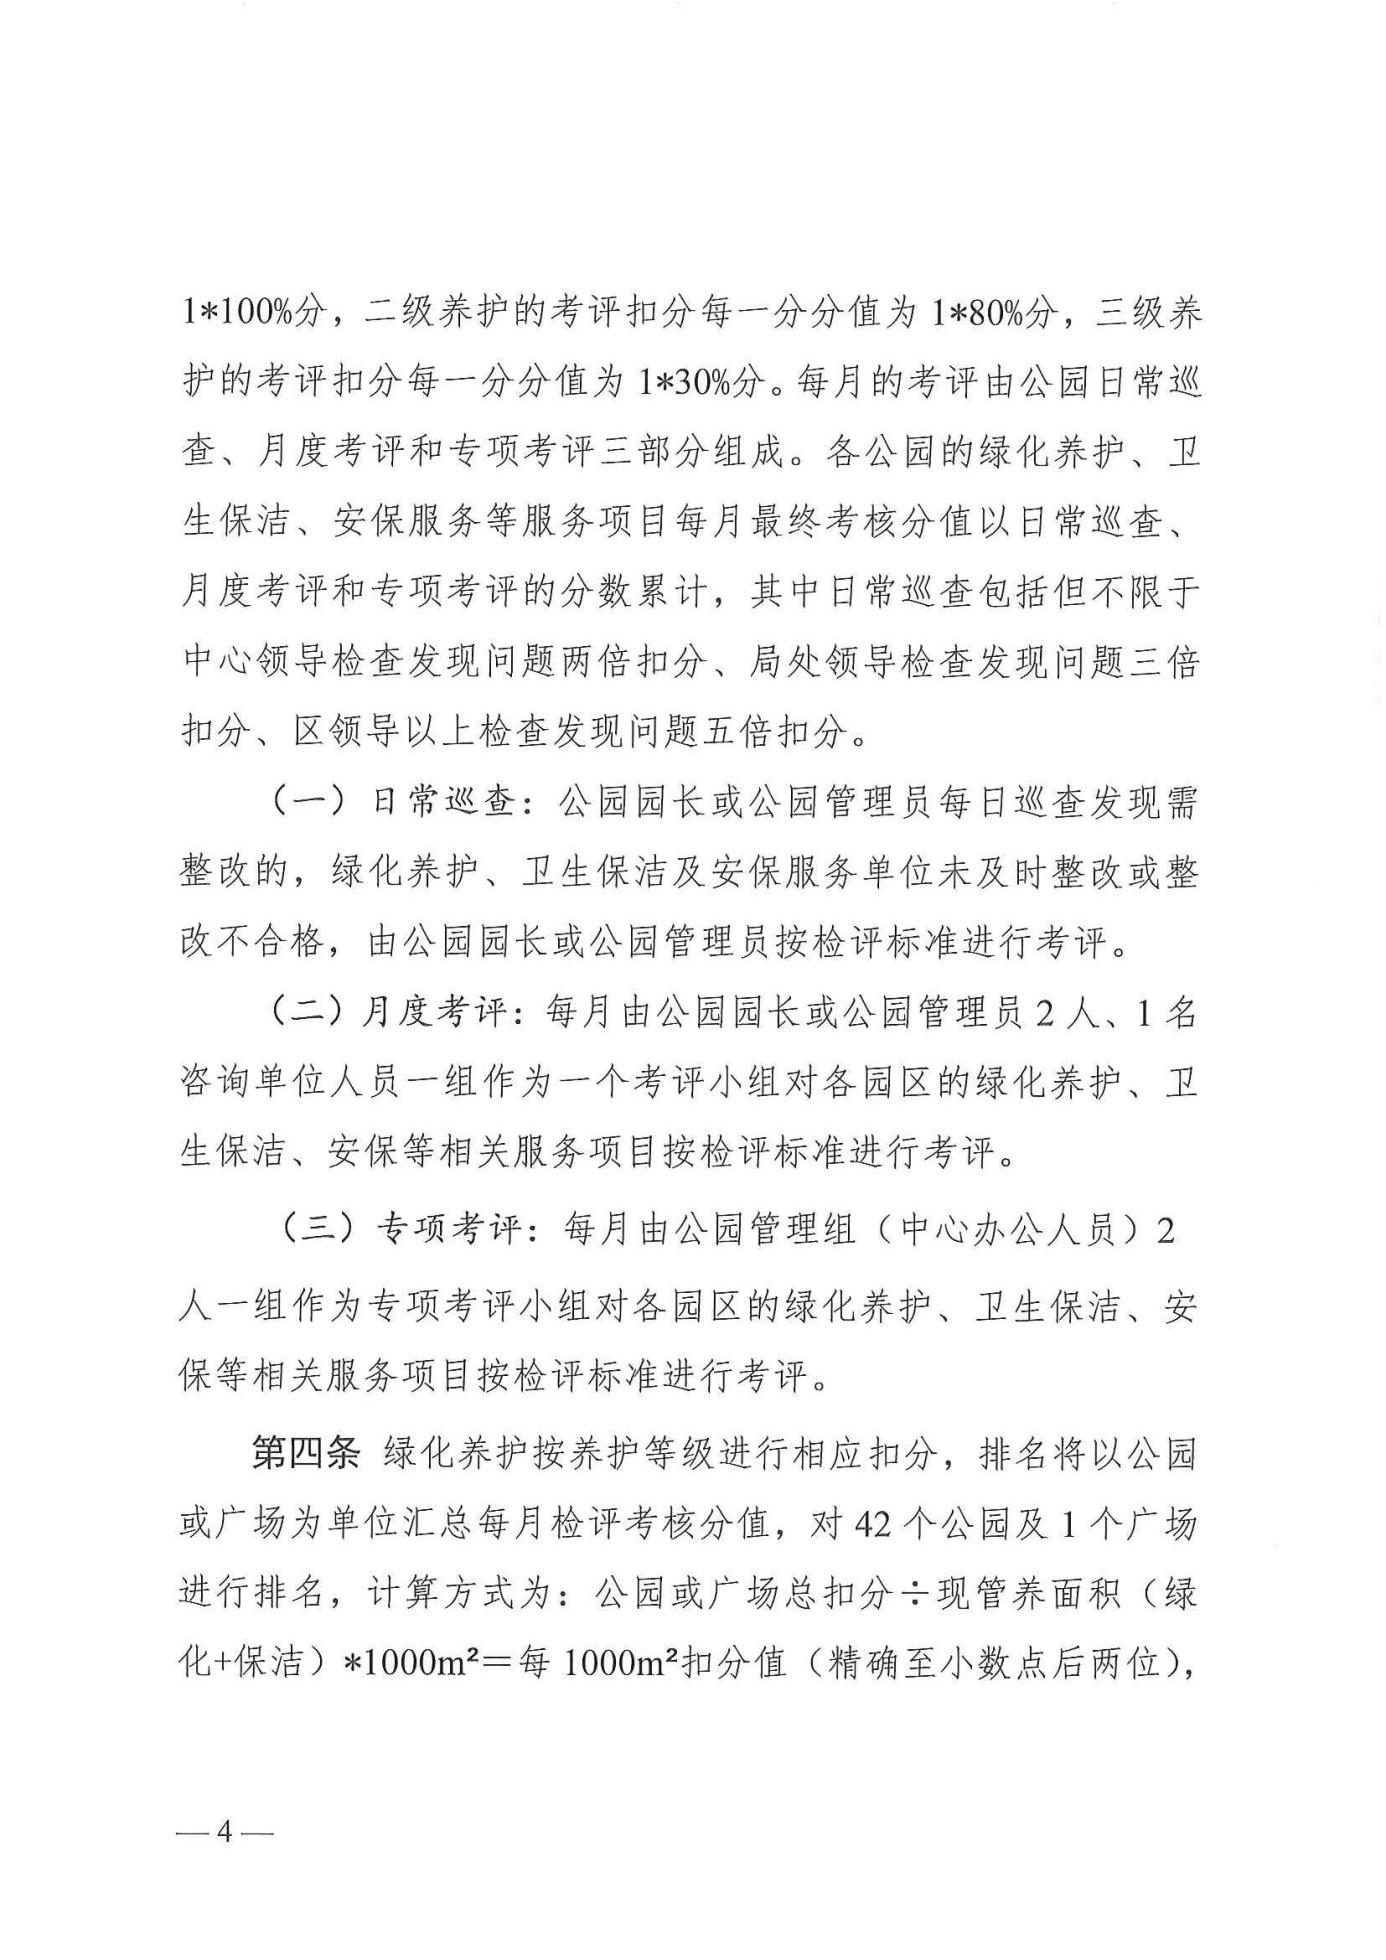 1*100%分，二级养护的考评扣分每一分分值为 1*80%分，三级养
护的考评扣分每一分分值为 1*30%分。每月的考评由公园日常巡
查、月度考评和专项考评三部分组成。各公园的绿化养护、卫
生保洁、安保服务等服务项目每月最终考核分值以日常巡查、
月度考评和专项考评的分数累计，其中日常巡查包括但不限于
中心领导检查发现问题两倍扣分、局处领导检查发现问题三倍
扣分、区领导以上检查发现问题五倍扣分。
（一）日常巡查：公园园长或公园管理员每日巡查发现需
整改的，绿化养护、卫生保洁及安保服务单位未及时整改或整
改不合格，由公园园长或公园管理员按检评标准进行考评。
（二）月度考评：每月由公园园长或公园管理员 2 人、1 名
咨询单位人员一组作为一个考评小组对各园区的绿化养护、卫
生保洁、安保等相关服务项目按检评标准进行考评。
（三）专项考评：每月由公园管理组（中心办公人员）2
人一组作为专项考评小组对各园区的绿化养护、卫生保洁、安
保等相关服务项目按检评标准进行考评。
第四条 绿化养护按养护等级进行相应扣分，排名将以公园
或广场为单位汇总每月检评考核分值，对 42 个公园及 1 个广场
进行排名，计算方式为：公园或广场总扣分÷现管养面积（绿
化+保洁）*1000m²＝每 1000m²扣分值（精确至小数点后两位），
— 4 —